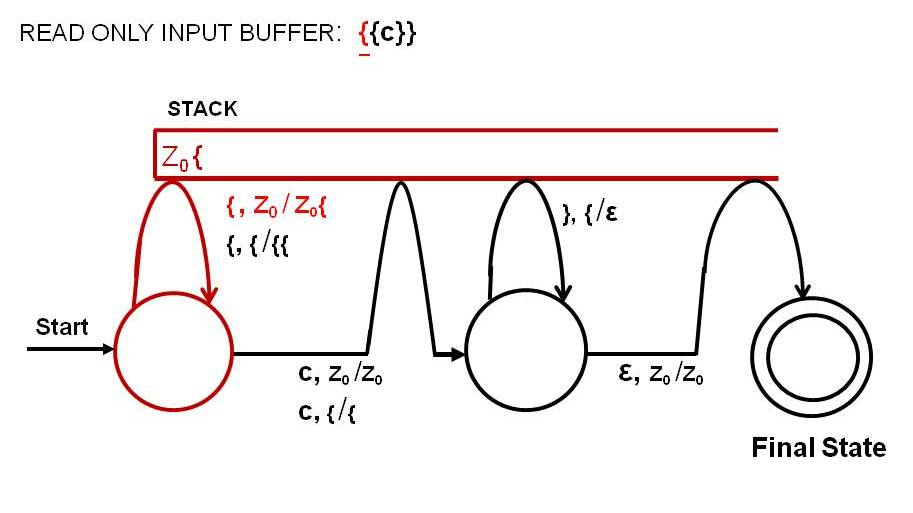 READ ONLY INPUT BUFFER: {{c}}
STACK
Z₀{
{, Z₀/Z₀{
{, {/{{
}, {/ε
Start
c, Z₀/Z₀
c, {/{
ε, Z₀/Z₀
Final State